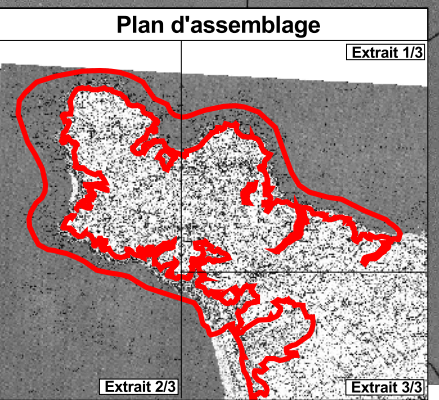 Plan d'assemblage
Extrait 1/3
Extrait 2/3
Extrait 3/3